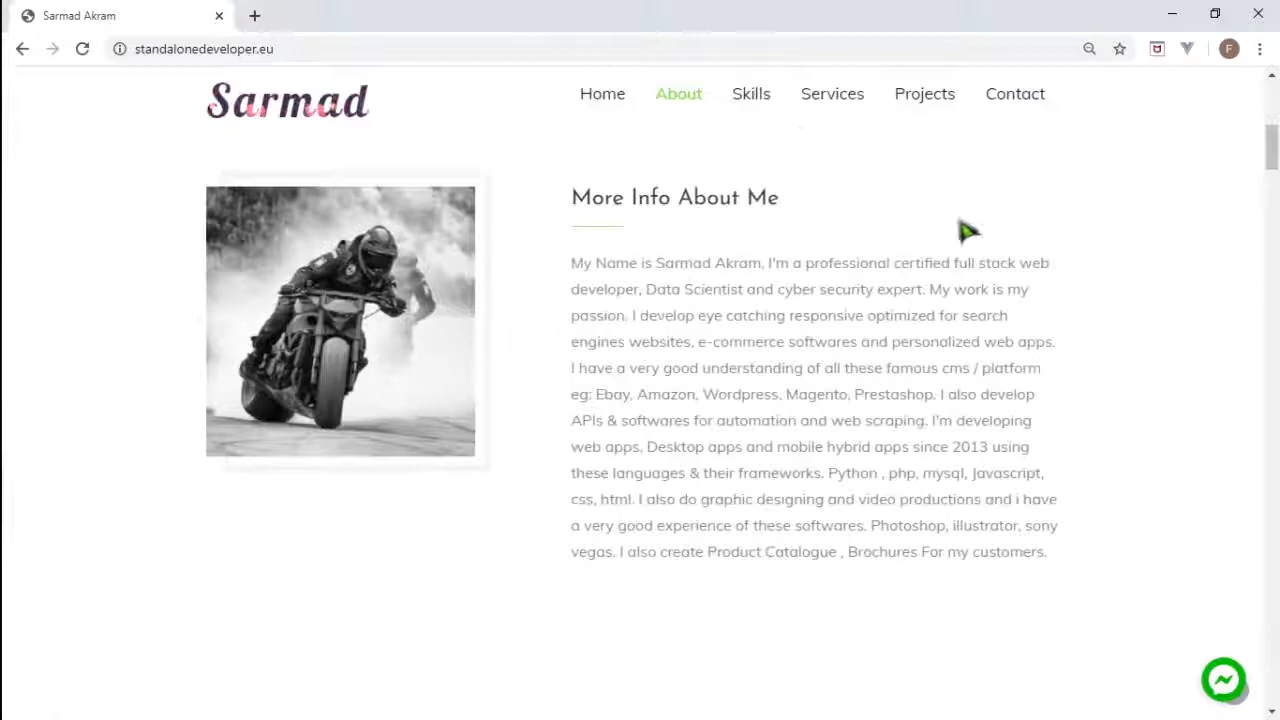 Sarmad Akram
standalonedeveloper.eu
F
Sarmad
Home About Skills Services Projects Contact
More Info About Me
My Name is Sarmad Akram, I'm a professional certified full stack web
developer, Data Scientist and cyber security expert. My work is my
passion. I develop eye catching responsive optimized for search
engines websites, e-commerce softwares and personalized web apps.
I have a very good understanding of all these famous cms / platform
eg: Ebay, Amazon, Wordpress, Magento, Prestashop. I also develop
APIs & softwares for automation and web scraping. I'm developing
web apps, Desktop apps and mobile hybrid apps since 2013 using
these languages & their frameworks. Python , php, mysql, Javascript,
css, html. I also do graphic designing and video productions and i have
a very good experience of these softwares. Photoshop, illustrator, sony
vegas. I also create Product Catalogue , Brochures For my customers.